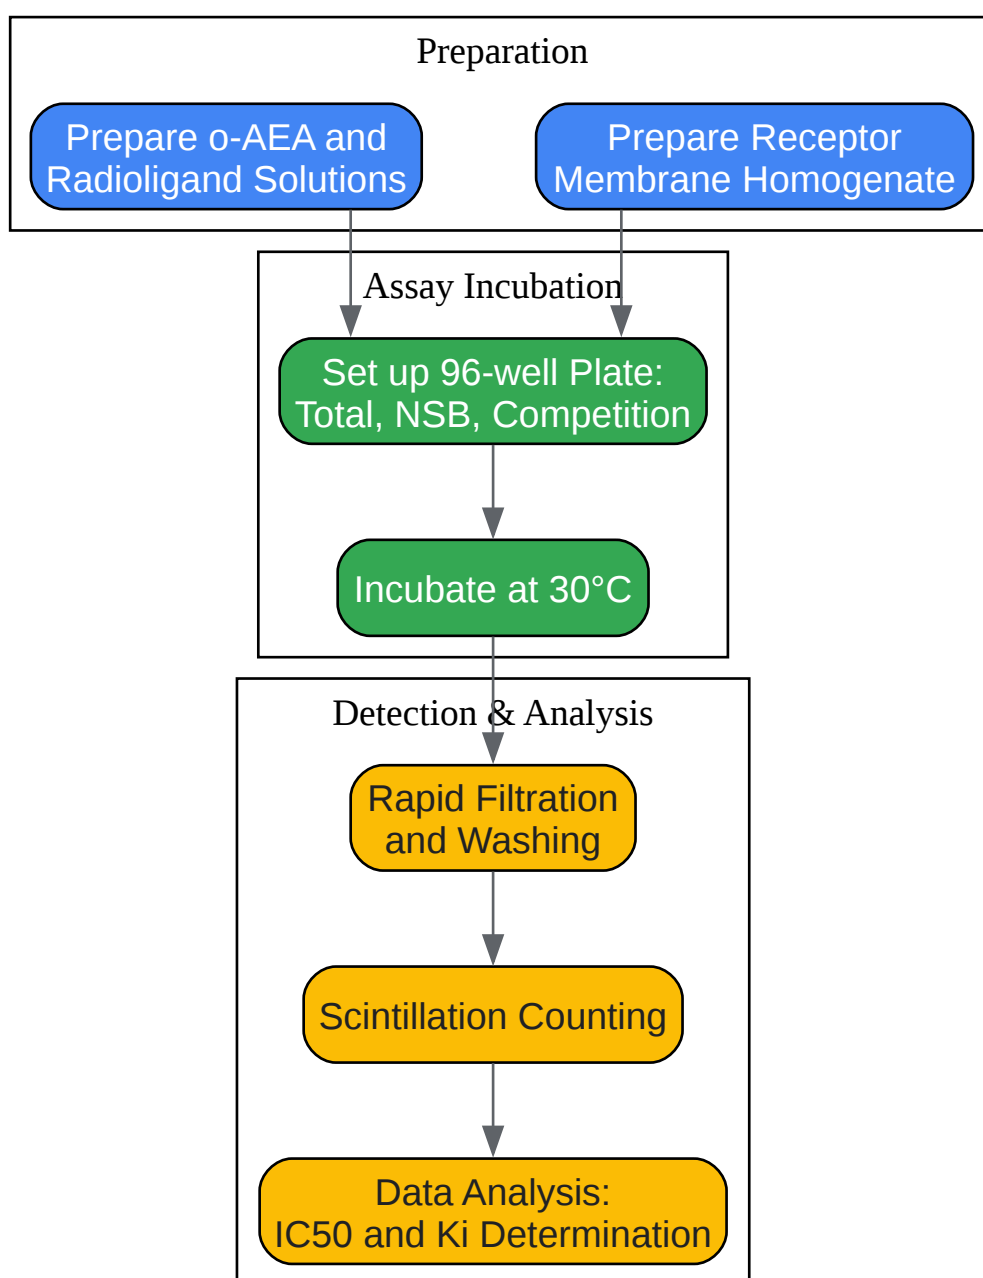 Preparation
Prepare o-AEA and
Radioligand Solutions
Prepare Receptor
Membrane Homogenate
Assay Incubation
Set up 96-well Plate:
Total, NSB, Competition
Incubate at 30°C
Detection & Analysis
Rapid Filtration
and Washing
Scintillation Counting
Data Analysis:
IC50 and Ki Determination